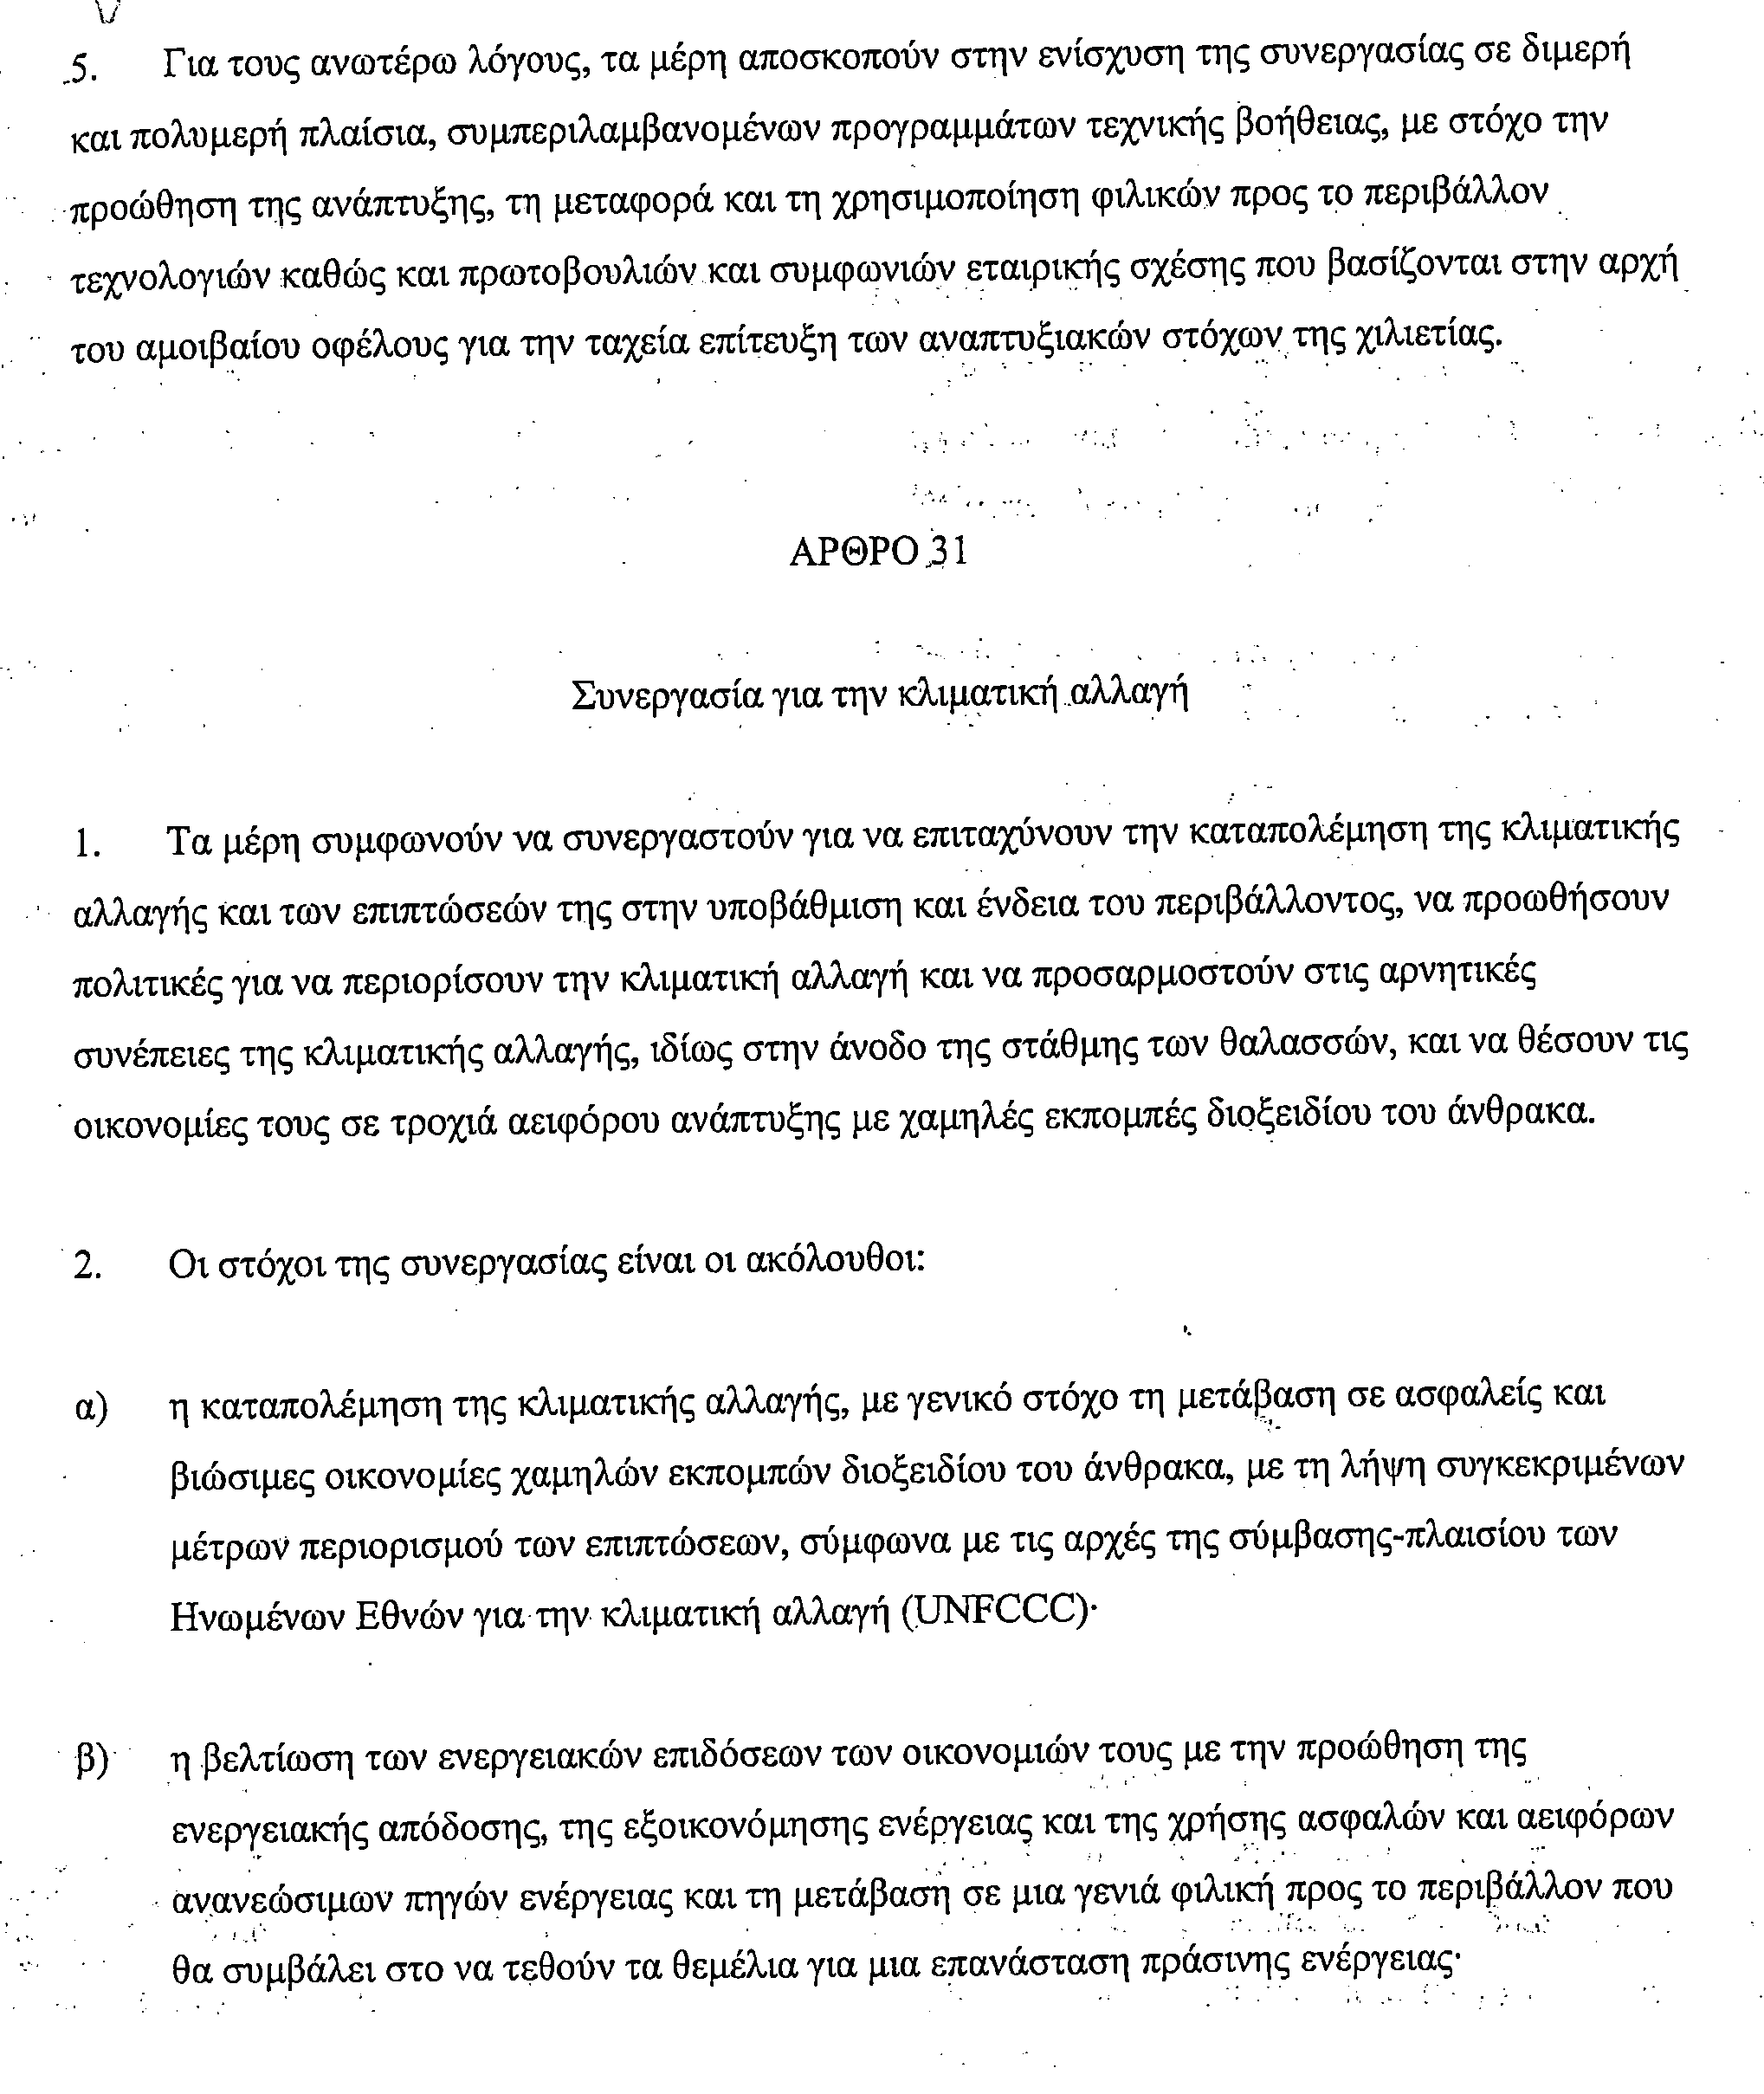 5. Για τους ανωτέρω λόγους, τα μέρη αποσκοπούν στην ενίσχυση της συνεργασίας σε διμερή
και πολυμερή πλαίσια, συμπεριλαμβανομένων προγραμμάτων τεχνικής βοήθειας, με στόχο την
προώθηση της ανάπτυξης, τη μεταφορά και τη χρησιμοποίηση φιλικών προς το περιβάλλον
τεχνολογιών καθώς και πρωτοβουλιών και συμφωνιών εταιρικής σχέσης που βασίζονται στην αρχή
του αμοιβαίου οφέλους για την ταχεία επίτευξη των αναπτυξιακών στόχων της χιλιετίας.
ΑΡΘΡΟ 31
Συνεργασία για την κλιματική αλλαγή
1. Τα μέρη συμφωνούν να συνεργαστούν για να επιταχύνουν την καταπολέμηση της κλιματικής
αλλαγής και των επιπτώσεών της στην υποβάθμιση και ένδεια του περιβάλλοντος, να προωθήσουν
πολιτικές για να περιορίσουν την κλιματική αλλαγή και να προσαρμοστούν στις αρνητικές
συνέπειες της κλιματικής αλλαγής, ιδίως στην άνοδο της στάθμης των θαλασσών, και να θέσουν τις
οικονομίες τους σε τροχιά αειφόρου ανάπτυξης με χαμηλές εκπομπές διοξειδίου του άνθρακα.
2. Οι στόχοι της συνεργασίας είναι οι ακόλουθοι:
α) η καταπολέμηση της κλιματικής αλλαγής, με γενικό στόχο τη μετάβαση σε ασφαλείς και
βιώσιμες οικονομίες χαμηλών εκπομπών διοξειδίου του άνθρακα, με τη λήψη συγκεκριμένων
μέτρων περιορισμού των επιπτώσεων, σύμφωνα με τις αρχές της σύμβασης-πλαισίου των
Ηνωμένων Εθνών για την κλιματική αλλαγή (UNFCCC)·
β) η βελτίωση των ενεργειακών επιδόσεων των οικονομιών τους με την προώθηση της
ενεργειακής απόδοσης, της εξοικονόμησης ενέργειας και της χρήσης ασφαλών και αειφόρων
ανανεώσιμων πηγών ενέργειας και τη μετάβαση σε μια γενιά φιλική προς το περιβάλλον που
θα συμβάλει στο να τεθούν τα θεμέλια για μια επανάσταση πράσινης ενέργειας·